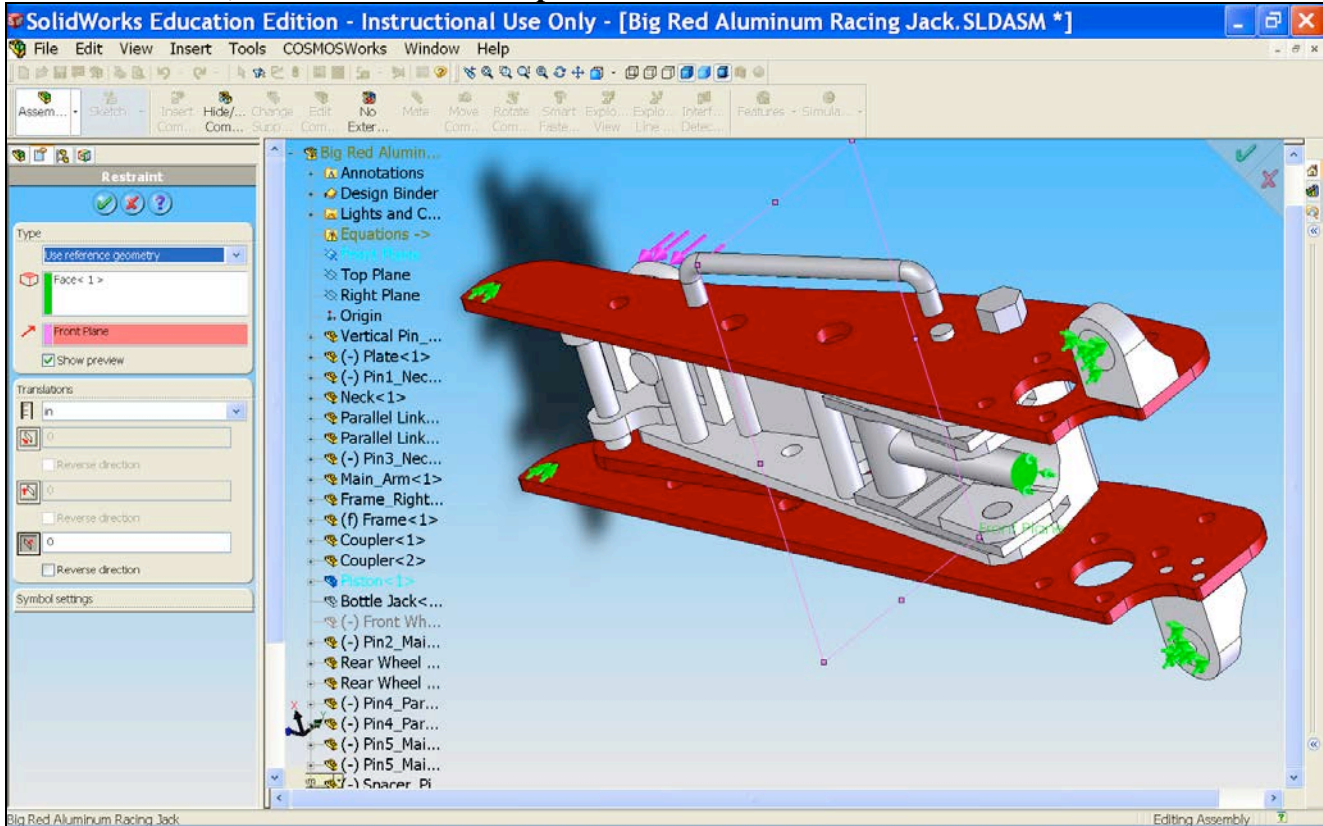 SolidWorks Education Edition - Instructional Use Only - [Big Red Aluminum Racing Jack.SLDASM *]
File Edit View Insert Tools COSMOSWorks Window Help
Assem... Sketch Insert Com... Hide/... Com... Change Supp... Edit Com... No Exter... Mate Move Com... Rotate Com... Smart Faste... Explo... View Explo... Line ... Interf... Detec... Features Simula...
Restraint
Type
Use reference geometry
Face< 1 >
Front Plane
Show preview
Translations
in
0
Reverse direction
0
Reverse direction
0
Reverse direction
Symbol settings
Big Red Alumin...
Annotations
Design Binder
Lights and C...
Equations ->
Front Plane
Top Plane
Right Plane
Origin
Vertical Pin_...
(-) Plate<1>
(-) Pin1_Nec...
Neck<1>
Parallel Link...
Parallel Link...
(-) Pin3_Nec...
Main_Arm<1>
Frame_Right...
(f) Frame<1>
Coupler<1>
Coupler<2>
Piston<1>
Bottle Jack<...
(-) Front Wh...
(-) Pin2_Mai...
Rear Wheel ...
Rear Wheel ...
(-) Pin4_Par...
(-) Pin4_Par...
(-) Pin5_Mai...
(-) Pin5_Mai...
(-) Spacer_Pi
Front Plane
Big Red Aluminum Racing Jack
Editing Assembly